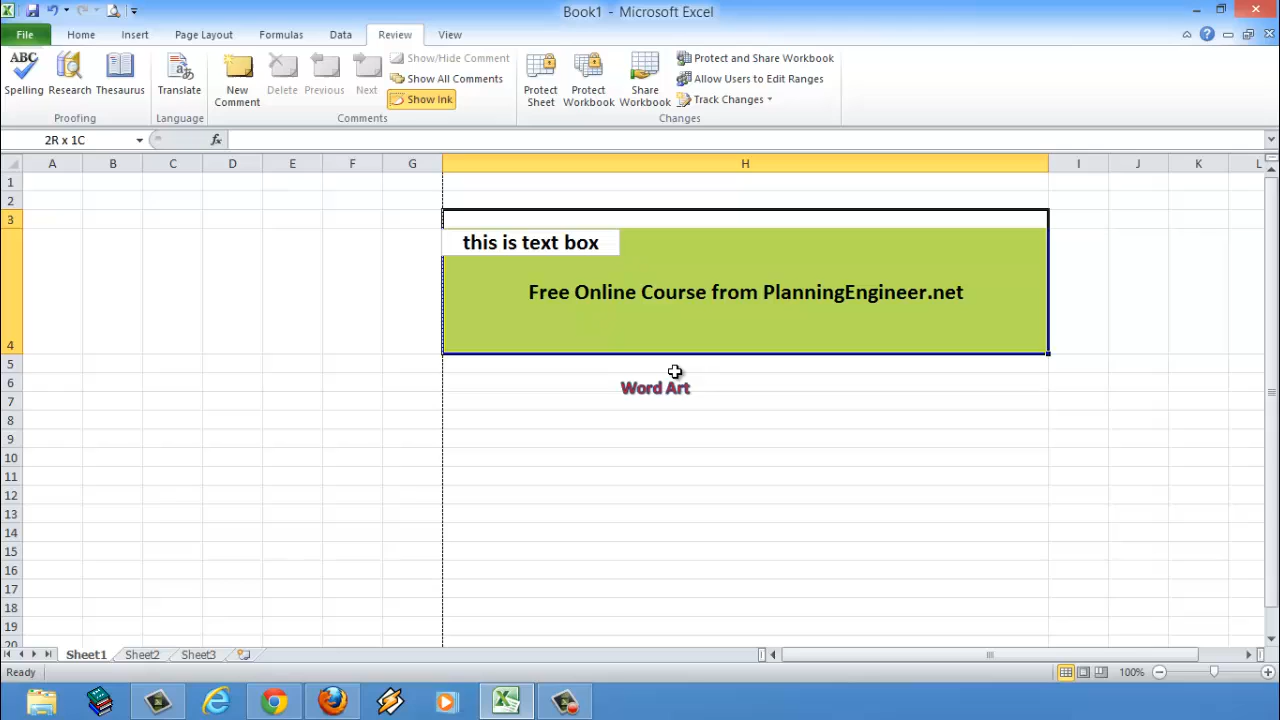 Book1 - Microsoft Excel
File Home Insert Page Layout Formulas Data Review View
ABC
Spelling Research Thesaurus Translate New Comment Delete Previous Next
Show/Hide Comment
Show All Comments
Show Ink
Protect Sheet Protect Workbook Share Workbook
Protect and Share Workbook
Allow Users to Edit Ranges
Track Changes
Proofing Language Comments Changes
2R x 1C fx
A B C D E F G H I J K L
1
2
3
4
this is text box
Free Online Course from PlanningEngineer.net
5
6
Word Art
7
8
9
10
11
12
13
14
15
16
17
18
19
20
Sheet1 Sheet2 Sheet3
Ready 100%